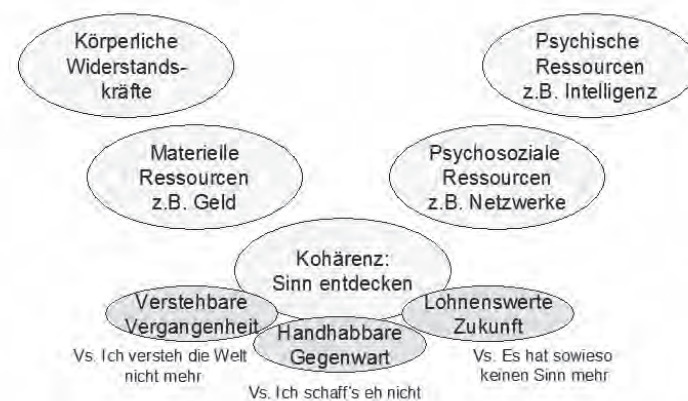 Körperliche
Widerstands-
kräfte
Psychische
Ressourcen
z.B. Intelligenz
Materielle
Ressourcen
z.B. Geld
Psychosoziale
Ressourcen
z.B. Netzwerke
Kohärenz:
Sinn entdecken
Verstehbare
Vergangenheit
Handhabbare
Gegenwart
Lohnenswerte
Zukunft
Vs. Ich versteh die Welt
nicht mehr
Vs. Ich schaff's eh nicht
Vs. Es hat sowieso
keinen Sinn mehr